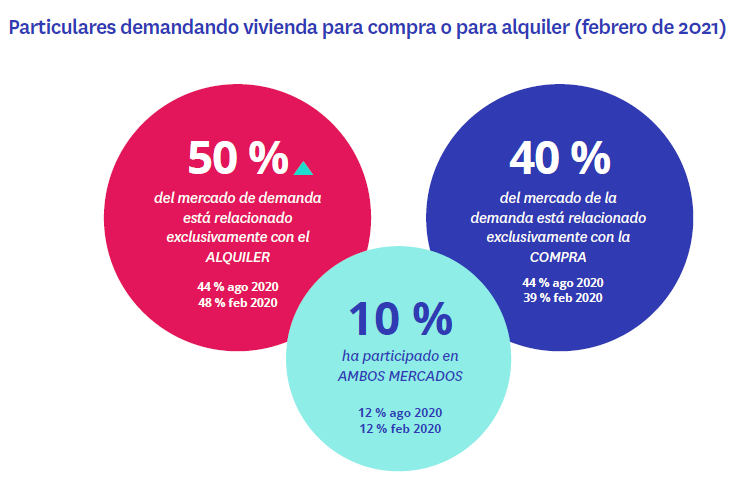 Particulares demandando vivienda para compra o para alquiler (febrero de 2021)
50 %
del mercado de demanda
está relacionado
exclusivamente con el
ALQUILER
44 % ago 2020
48 % feb 2020
40 %
del mercado de la
demanda está relacionado
exclusivamente con la
COMPRA
44 % ago 2020
39 % feb 2020
10 %
ha participado en
AMBOS MERCADOS
12 % ago 2020
12 % feb 2020